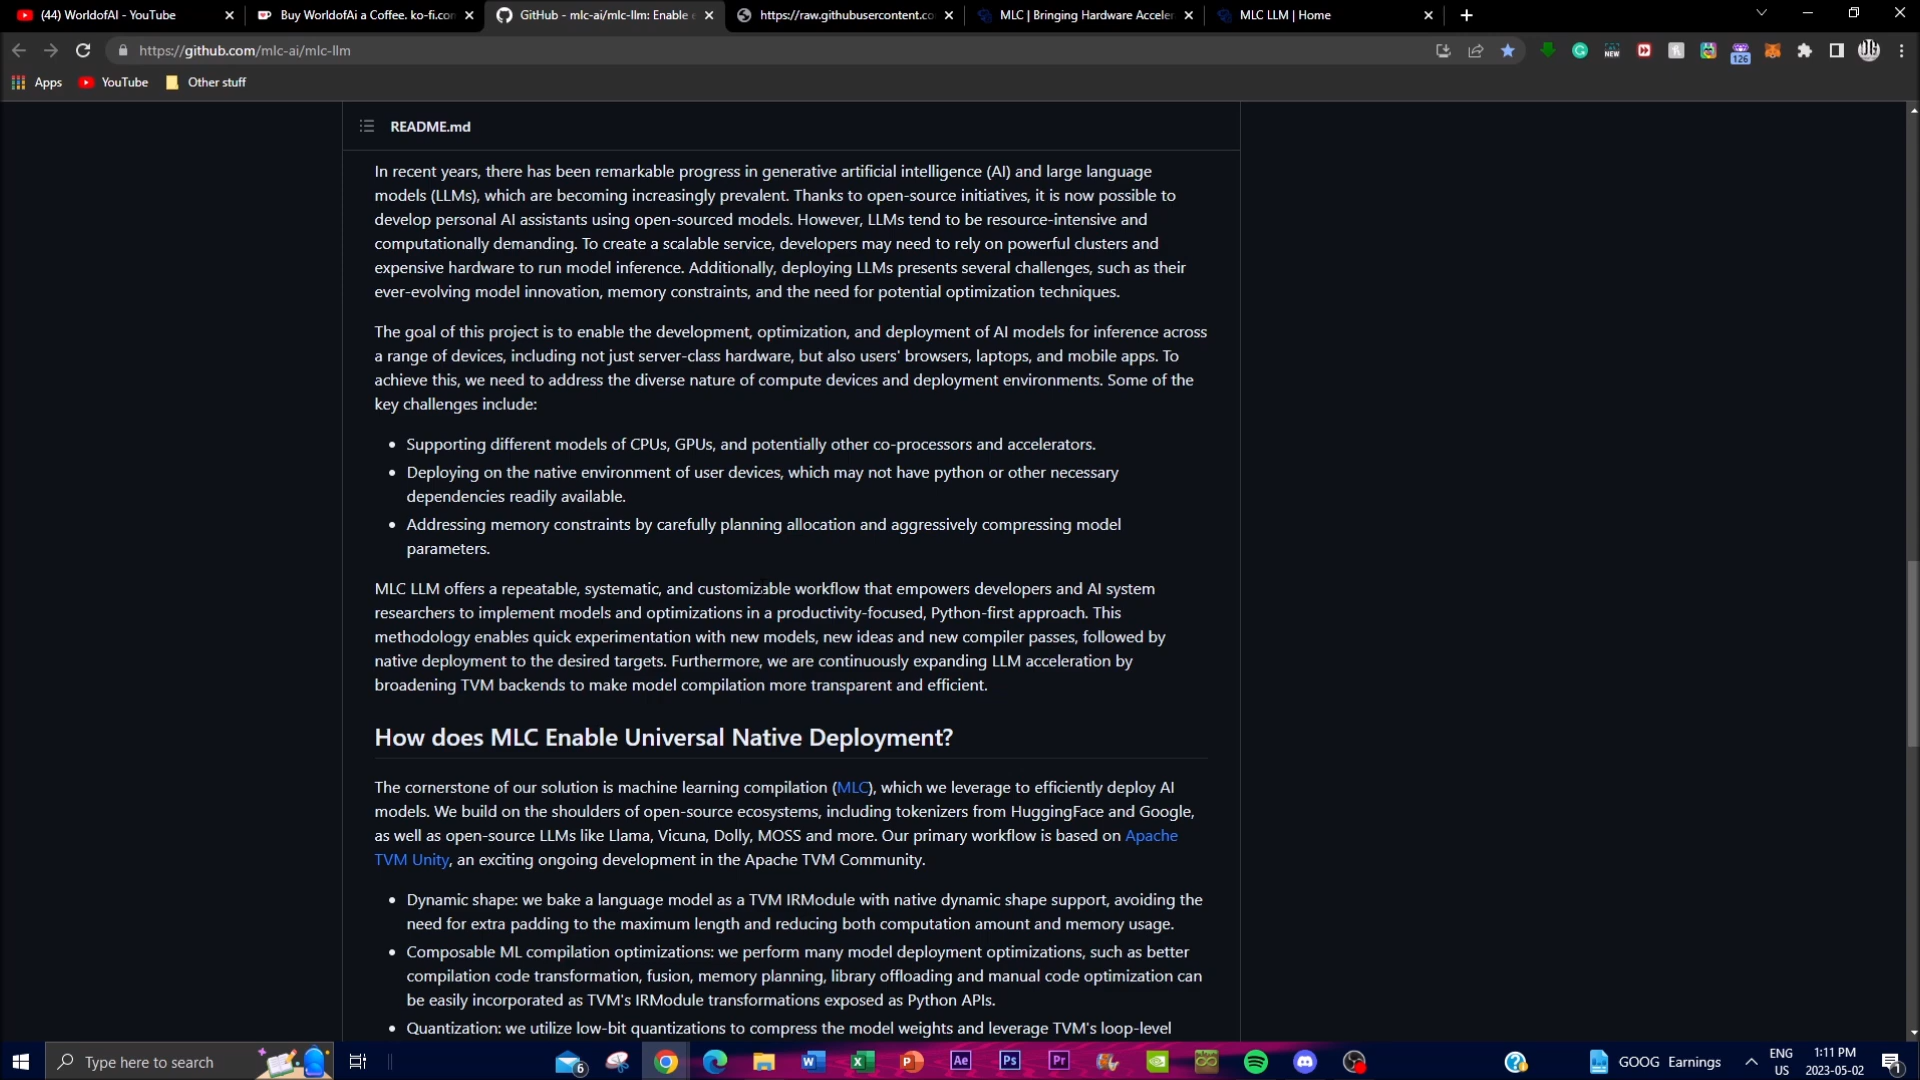 (44) WorldofAI - YouTube
Buy WorldofAi a Coffee. ko-fi.com
GitHub - mlc-ai/mlc-llm: Enable e
https://raw.githubusercontent.co
MLC | Bringing Hardware Acceler
MLC LLM | Home
https://github.com/mlc-ai/mlc-llm
NEW
126
Apps
YouTube
Other stuff
README.md
In recent years, there has been remarkable progress in generative artificial intelligence (AI) and large language
models (LLMs), which are becoming increasingly prevalent. Thanks to open-source initiatives, it is now possible to
develop personal AI assistants using open-sourced models. However, LLMs tend to be resource-intensive and
computationally demanding. To create a scalable service, developers may need to rely on powerful clusters and
expensive hardware to run model inference. Additionally, deploying LLMs presents several challenges, such as their
ever-evolving model innovation, memory constraints, and the need for potential optimization techniques.
The goal of this project is to enable the development, optimization, and deployment of AI models for inference across
a range of devices, including not just server-class hardware, but also users' browsers, laptops, and mobile apps. To
achieve this, we need to address the diverse nature of compute devices and deployment environments. Some of the
key challenges include:
• Supporting different models of CPUs, GPUs, and potentially other co-processors and accelerators.
• Deploying on the native environment of user devices, which may not have python or other necessary
dependencies readily available.
• Addressing memory constraints by carefully planning allocation and aggressively compressing model
parameters.
MLC LLM offers a repeatable, systematic, and customizable workflow that empowers developers and AI system
researchers to implement models and optimizations in a productivity-focused, Python-first approach. This
methodology enables quick experimentation with new models, new ideas and new compiler passes, followed by
native deployment to the desired targets. Furthermore, we are continuously expanding LLM acceleration by
broadening TVM backends to make model compilation more transparent and efficient.
How does MLC Enable Universal Native Deployment?
The cornerstone of our solution is machine learning compilation (MLC), which we leverage to efficiently deploy AI
models. We build on the shoulders of open-source ecosystems, including tokenizers from HuggingFace and Google,
as well as open-source LLMs like Llama, Vicuna, Dolly, MOSS and more. Our primary workflow is based on Apache
TVM Unity, an exciting ongoing development in the Apache TVM Community.
• Dynamic shape: we bake a language model as a TVM IRModule with native dynamic shape support, avoiding the
need for extra padding to the maximum length and reducing both computation amount and memory usage.
• Composable ML compilation optimizations: we perform many model deployment optimizations, such as better
compilation code transformation, fusion, memory planning, library offloading and manual code optimization can
be easily incorporated as TVM's IRModule transformations exposed as Python APIs.
• Quantization: we utilize low-bit quantizations to compress the model weights and leverage TVM's loop-level
Type here to search
6
Ae
Ps
Pr
GOOG Earnings
ENG
US
1:11 PM
2023-05-02
1